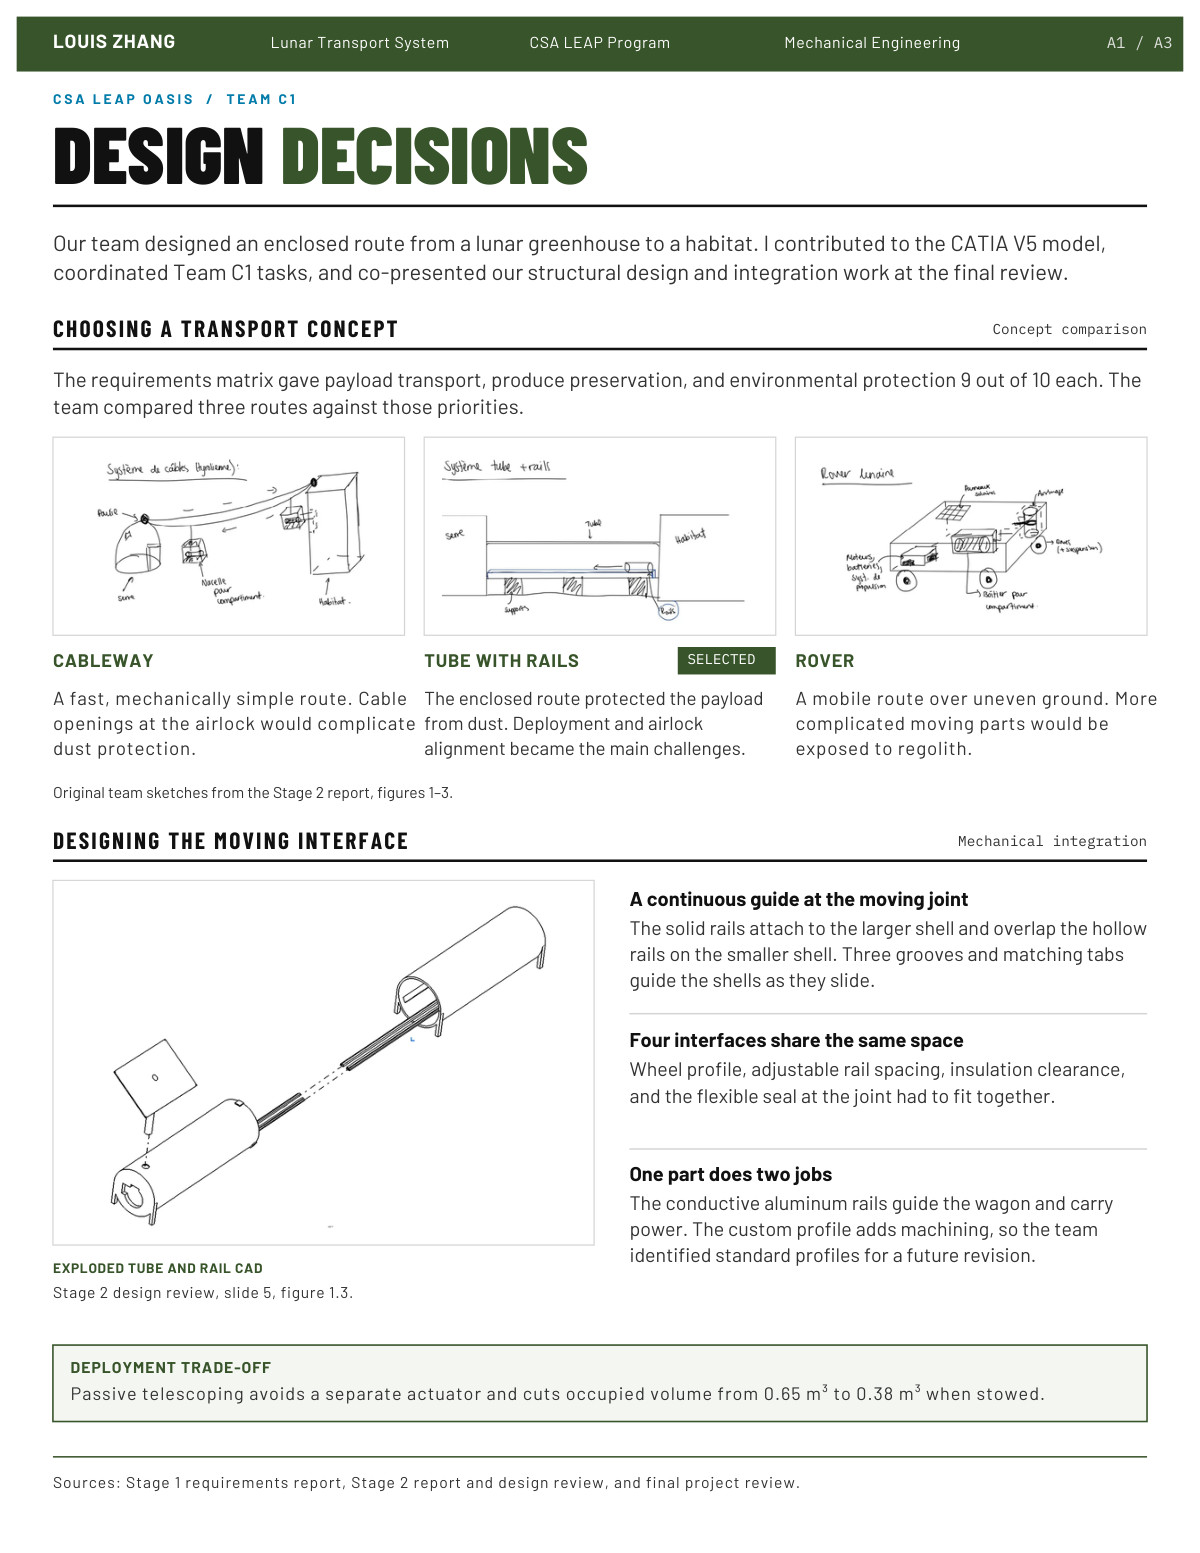 LOUIS ZHANG
Lunar Transport System
CSA LEAP Program
Mechanical Engineering
A1 / A3
CSA LEAP OASIS / TEAM C1
DESIGN DECISIONS
Our team designed an enclosed route from a lunar greenhouse to a habitat. I contributed to the CATIA V5 model,
coordinated Team C1 tasks, and co-presented our structural design and integration work at the final review.
CHOOSING A TRANSPORT CONCEPT
Concept comparison
The requirements matrix gave payload transport, produce preservation, and environmental protection 9 out of 10 each. The
team compared three routes against those priorities.
Système de câbles (tyrolienne):
Poulie
serre
Nacelle
pour
compartiment
Habitat.
Système tube + rails
serre
Tube
Habitat
supports
Rails
Rover lunaire
Panneaux
solaires
Arrimage
Roues
(+ suspension)
Moteurs,
batteries,
syst. de
propulsion
Boîtier pour
compartiment
CABLEWAY
A fast, mechanically simple route. Cable
openings at the airlock would complicate
dust protection.
TUBE WITH RAILS
SELECTED
The enclosed route protected the payload
from dust. Deployment and airlock
alignment became the main challenges.
ROVER
A mobile route over uneven ground. More
complicated moving parts would be
exposed to regolith.
Original team sketches from the Stage 2 report, figures 1–3.
DESIGNING THE MOVING INTERFACE
Mechanical integration
A continuous guide at the moving joint
The solid rails attach to the larger shell and overlap the hollow
rails on the smaller shell. Three grooves and matching tabs
guide the shells as they slide.
Four interfaces share the same space
Wheel profile, adjustable rail spacing, insulation clearance,
and the flexible seal at the joint had to fit together.
One part does two jobs
The conductive aluminum rails guide the wagon and carry
power. The custom profile adds machining, so the team
identified standard profiles for a future revision.
EXPLODED TUBE AND RAIL CAD
Stage 2 design review, slide 5, figure 1.3.
DEPLOYMENT TRADE-OFF
Passive telescoping avoids a separate actuator and cuts occupied volume from 0.65 m³ to 0.38 m³ when stowed.
Sources: Stage 1 requirements report, Stage 2 report and design review, and final project review.